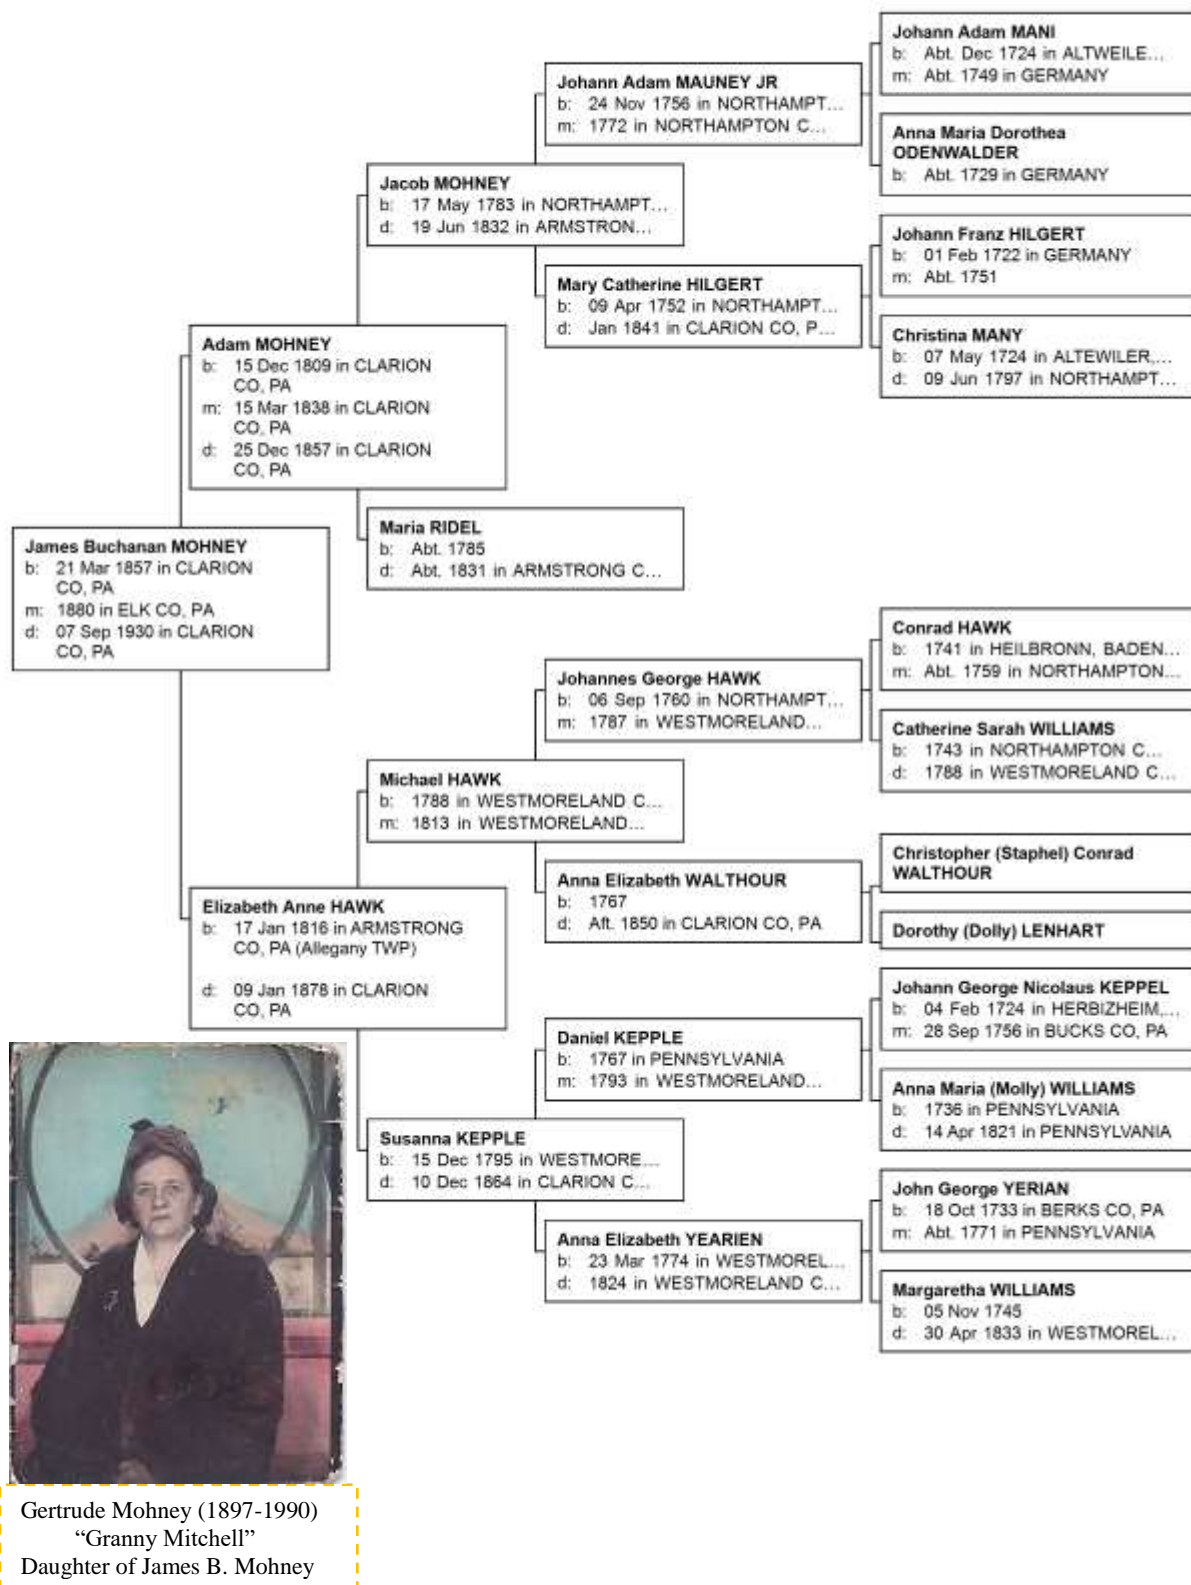 Johann Adam MANI
b: Abt. Dec 1724 in ALTWEILE...
m: Abt. 1749 in GERMANY
Johann Adam MAUNEY JR
b: 24 Nov 1756 in NORTHAMPT...
m: 1772 in NORTHAMPTON C...
Anna Maria Dorothea
ODENWALDER
b: Abt. 1729 in GERMANY
Jacob MOHNEY
b: 17 May 1783 in NORTHAMPT...
d: 19 Jun 1832 in ARMSTRON...
Johann Franz HILGERT
b: 01 Feb 1722 in GERMANY
m: Abt. 1751
Mary Catherine HILGERT
b: 09 Apr 1752 in NORTHAMPT...
d: Jan 1841 in CLARION CO, P...
Christina MANY
b: 07 May 1724 in ALTEWILER,...
d: 09 Jun 1797 in NORTHAMPT...
Adam MOHNEY
b: 15 Dec 1809 in CLARION
CO, PA
m: 15 Mar 1838 in CLARION
CO, PA
d: 25 Dec 1857 in CLARION
CO, PA
Maria RIDEL
b: Abt. 1785
d: Abt. 1831 in ARMSTRONG C...
James Buchanan MOHNEY
b: 21 Mar 1857 in CLARION
CO, PA
m: 1880 in ELK CO, PA
d: 07 Sep 1930 in CLARION
CO, PA
Conrad HAWK
b: 1741 in HEILBRONN, BADEN...
m: Abt. 1759 in NORTHAMPTON...
Johannes George HAWK
b: 06 Sep 1760 in NORTHAMPT...
m: 1787 in WESTMORELAND...
Catherine Sarah WILLIAMS
b: 1743 in NORTHAMPTON C...
d: 1788 in WESTMORELAND C...
Michael HAWK
b: 1788 in WESTMORELAND C...
m: 1813 in WESTMORELAND...
Christopher (Staphel) Conrad
WALTHOUR
Anna Elizabeth WALTHOUR
b: 1767
d: Aft. 1850 in CLARION CO, PA
Dorothy (Dolly) LENHART
Elizabeth Anne HAWK
b: 17 Jan 1816 in ARMSTRONG
CO, PA (Allegany TWP)
d: 09 Jan 1878 in CLARION
CO, PA
Johann George Nicolaus KEPPEL
b: 04 Feb 1724 in HERBIZHEIM,...
m: 28 Sep 1756 in BUCKS CO, PA
Daniel KEPPLE
b: 1767 in PENNSYLVANIA
m: 1793 in WESTMORELAND...
Anna Maria (Molly) WILLIAMS
b: 1736 in PENNSYLVANIA
d: 14 Apr 1821 in PENNSYLVANIA
Susanna KEPPLE
b: 15 Dec 1795 in WESTMORE...
d: 10 Dec 1864 in CLARION C...
John George YERIAN
b: 18 Oct 1733 in BERKS CO, PA
m: Abt. 1771 in PENNSYLVANIA
Anna Elizabeth YEARIEN
b: 23 Mar 1774 in WESTMOREL...
d: 1824 in WESTMORELAND C...
Margaretha WILLIAMS
b: 05 Nov 1745
d: 30 Apr 1833 in WESTMOREL...
Gertrude Mohney (1897-1990)
“Granny Mitchell”
Daughter of James B. Mohney